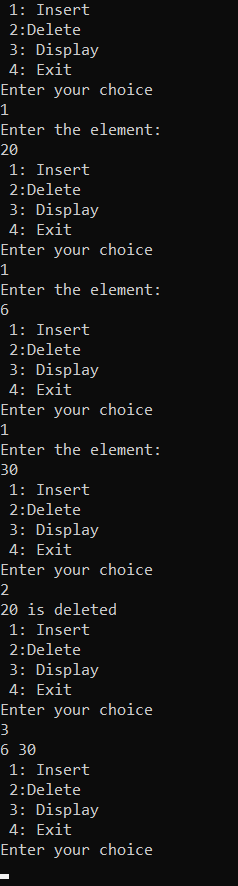 1: Insert
2:Delete
3: Display
4: Exit
Enter your choice
1
Enter the element:
20
1: Insert
2:Delete
3: Display
4: Exit
Enter your choice
1
Enter the element:
6
1: Insert
2:Delete
3: Display
4: Exit
Enter your choice
1
Enter the element:
30
1: Insert
2:Delete
3: Display
4: Exit
Enter your choice
2
20 is deleted
1: Insert
2:Delete
3: Display
4: Exit
Enter your choice
3
6 30
1: Insert
2:Delete
3: Display
4: Exit
Enter your choice